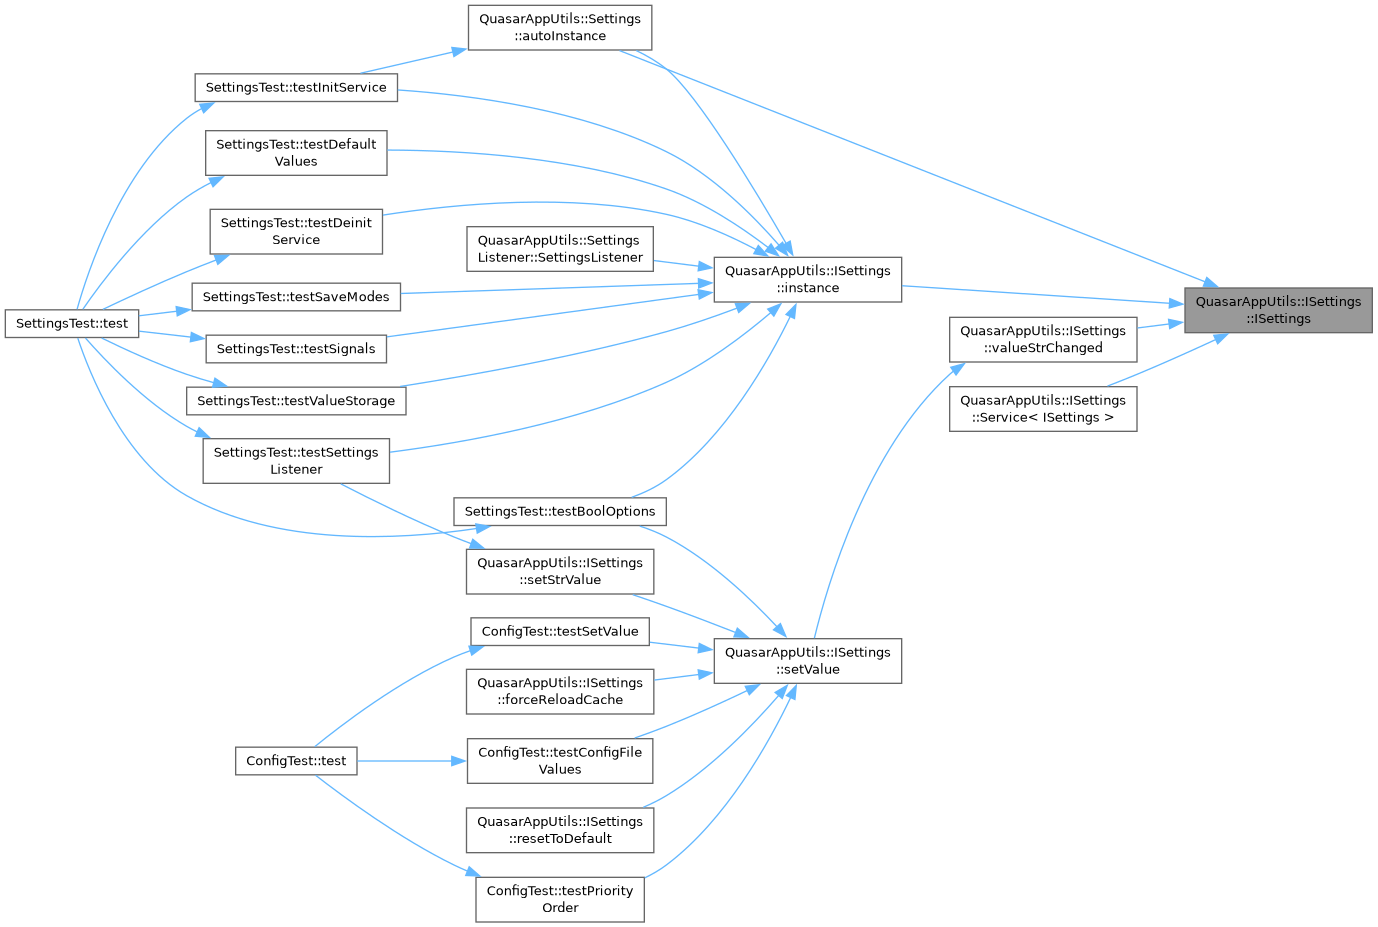 QuasarAppUtils::Settings
::autoInstance
SettingsTest::testInitService
SettingsTest::testDefault
Values
SettingsTest::testDeinit
Service
QuasarAppUtils::Settings
Listener::SettingsListener
QuasarAppUtils::ISettings
::instance
SettingsTest::testSaveModes
QuasarAppUtils::ISettings
::ISettings
SettingsTest::test
QuasarAppUtils::ISettings
::valueStrChanged
SettingsTest::testSignals
SettingsTest::testValueStorage
QuasarAppUtils::ISettings
::Service< ISettings >
SettingsTest::testSettings
Listener
SettingsTest::testBoolOptions
QuasarAppUtils::ISettings
::setStrValue
ConfigTest::testSetValue
QuasarAppUtils::ISettings
::setValue
QuasarAppUtils::ISettings
::forceReloadCache
ConfigTest::test
ConfigTest::testConfigFile
Values
QuasarAppUtils::ISettings
::resetToDefault
ConfigTest::testPriority
Order